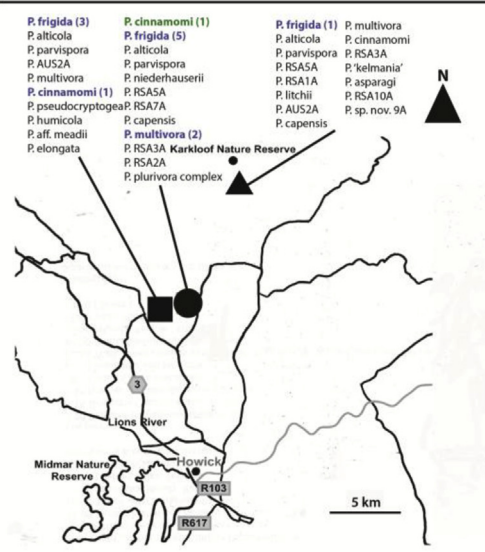 P. frigida (3)
P. alticola
P. parvispora
P. AUS2A
P. multivora
P. cinnamomi (1)
P. pseudocryptogea
P. humicola
P. aff. meadii
P. elongata
P. cinnamomi (1)
P. frigida (5)
P. alticola
P. parvispora
P. niederhauserii
P. RSA5A
P. RSA7A
P. capensis
P. multivora (2)
P. RSA3A
P. RSA2A
P. plurivora complex
P. frigida (1)
P. alticola
P. parvispora
P. RSA5A
P. RSA1A
P. litchii
P. AUS2A
P. capensis
P. multivora
P. cinnamomi
P. RSA3A
P. 'kelmania'
P. asparagi
P. RSA10A
P. sp. nov. 9A
N
Karkloof Nature Reserve
3
Lions River
Midmar Nature
Reserve
Howick
R103
R617
5 km